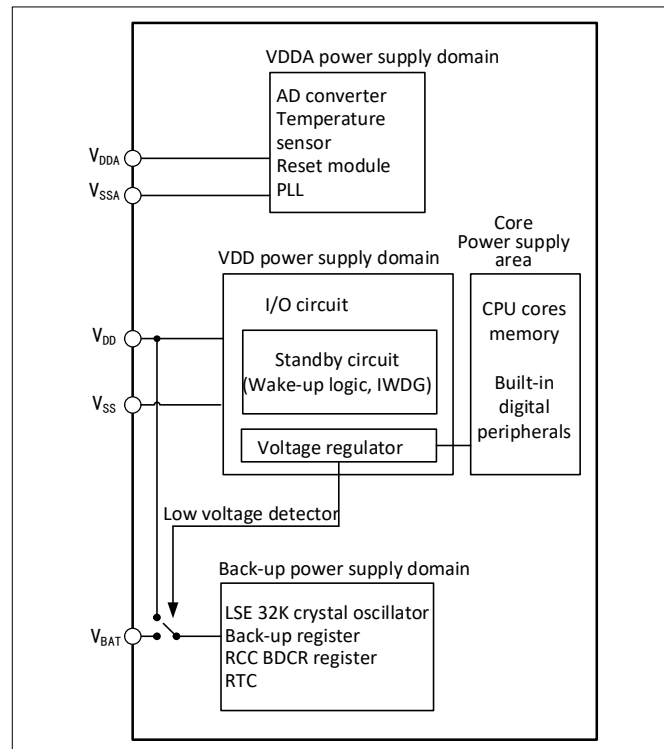 VDDA power supply domain
AD converter
Temperature
sensor
Reset module
PLL
VDDA
VSSA
Core
Power supply
area
VDD power supply domain
I/O circuit
CPU cores
memory
VDD
Standby circuit
(Wake-up logic, IWDG)
Built-in
digital
peripherals
VSS
Voltage regulator
Low voltage detector
Back-up power supply domain
LSE 32K crystal oscillator
Back-up register
RCC BDCR register
RTC
VBAT